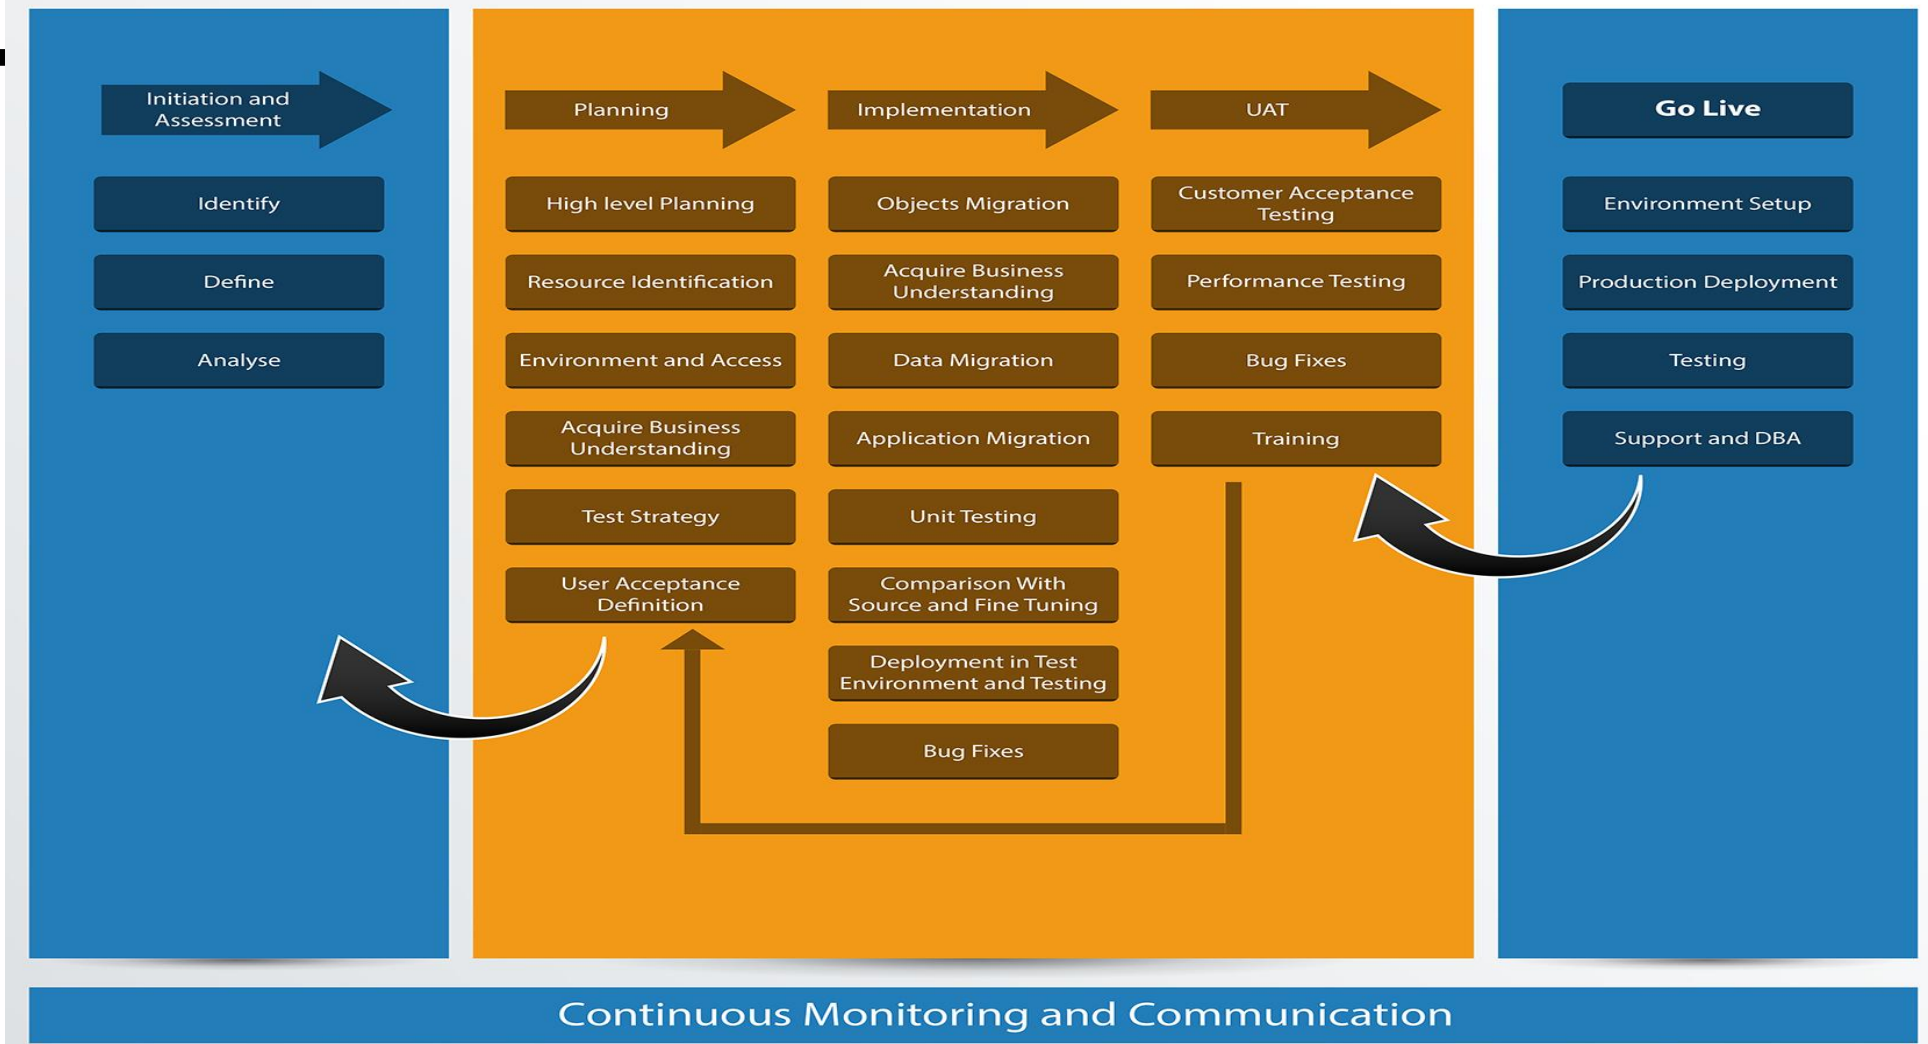 Initiation and
Assessment
Identify
Define
Analyse
Planning
High level Planning
Resource Identification
Environment and Access
Acquire Business
Understanding
Test Strategy
User Acceptance
Definition
Implementation
Objects Migration
Acquire Business
Understanding
Data Migration
Application Migration
Unit Testing
Comparison With
Source and Fine Tuning
Deployment in Test
Environment and Testing
Bug Fixes
UAT
Customer Acceptance
Testing
Performance Testing
Bug Fixes
Training
Go Live
Environment Setup
Production Deployment
Testing
Support and DBA
Continuous Monitoring and Communication